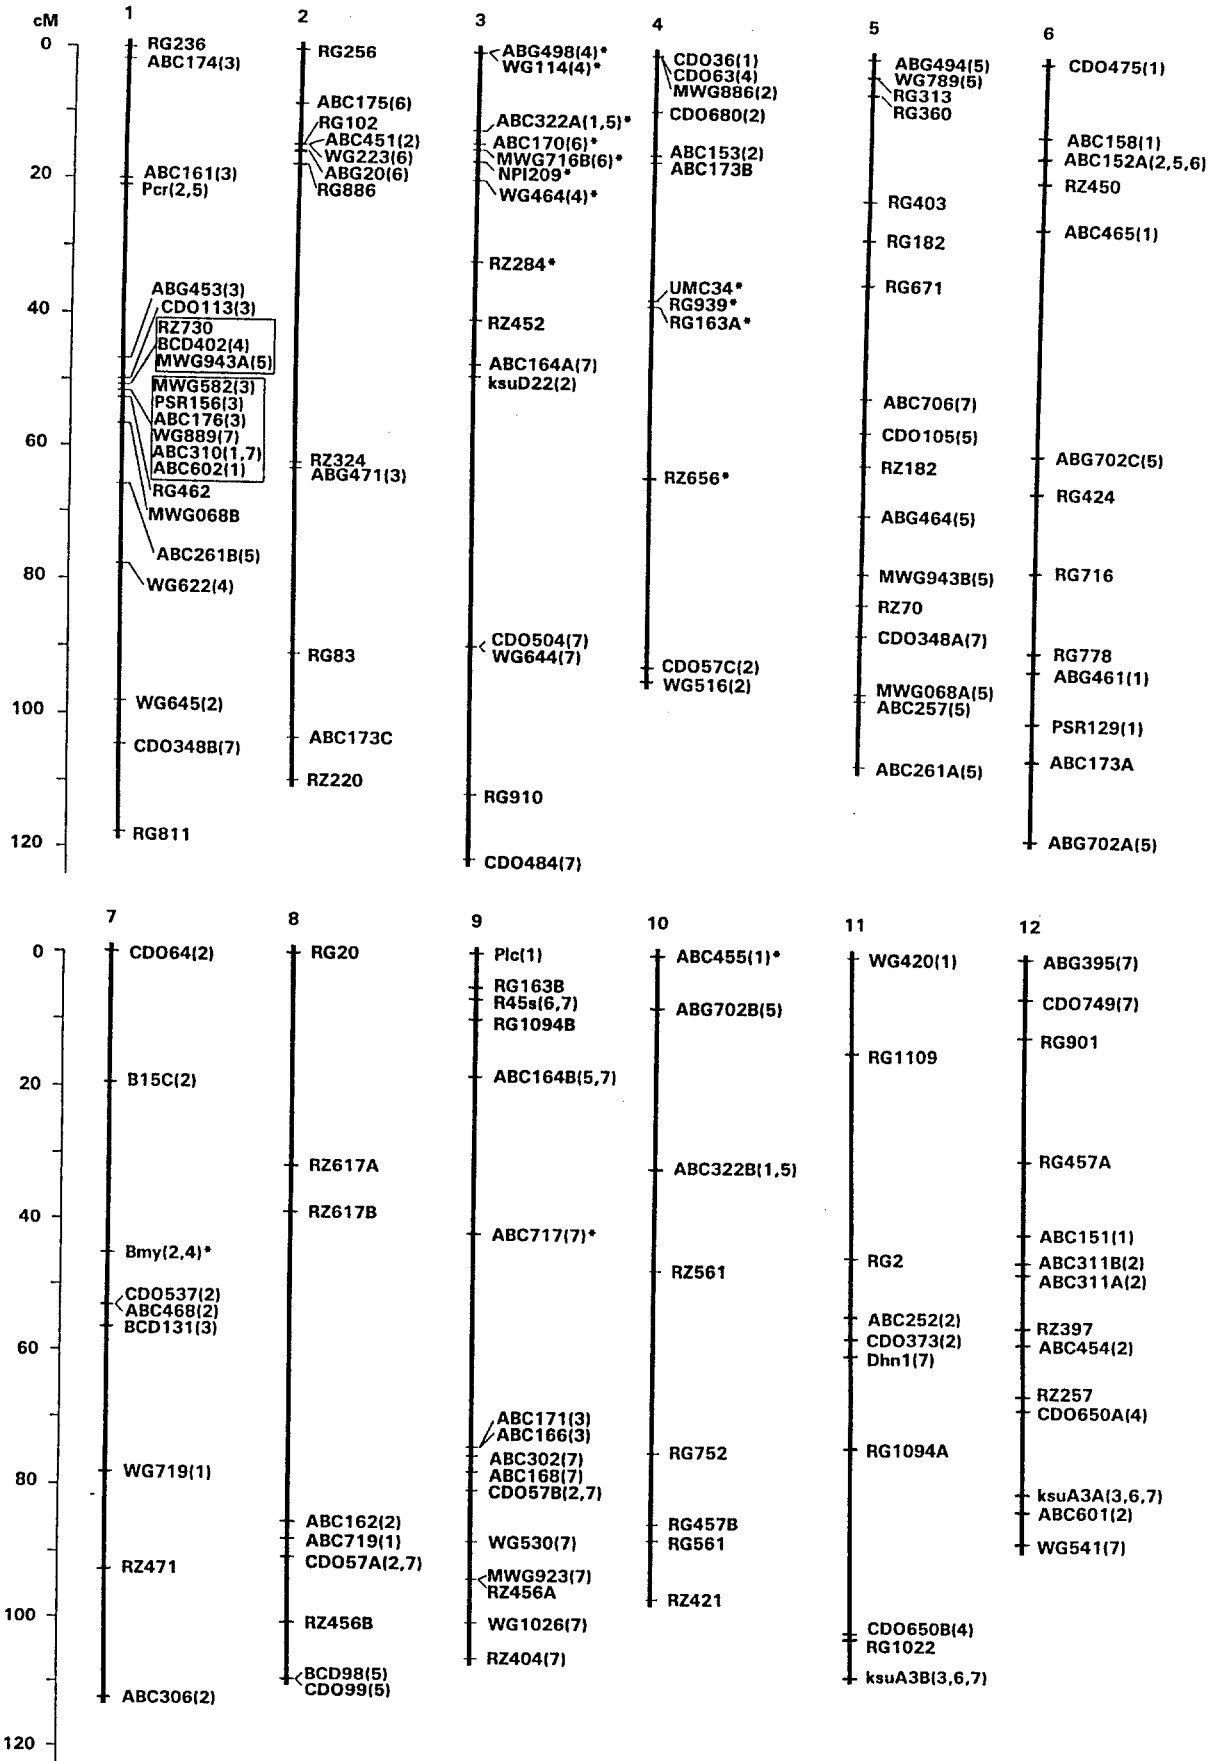 cM
0
20
40
60
80
100
120
1
RG236
ABC174(3)
ABC161(3)
Pcr(2,5)
ABG453(3)
CDO113(3)
RZ730
BCD402(4)
MWG943A(5)
MWG582(3)
PSR156(3)
ABC176(3)
WG889(7)
ABC310(1,7)
ABC602(1)
RG462
MWG068B
ABC261B(5)
WG622(4)
WG645(2)
CDO348B(7)
RG811
2
RG256
ABC175(6)
RG102
ABC451(2)
WG223(6)
ABG20(6)
RG886
RZ324
ABG471(3)
RG83
ABC173C
RZ220
3
ABG498(4)*
WG114(4)*
ABC322A(1,5)*
ABC170(6)*
MWG716B(6)*
NPI209*
WG464(4)*
RZ284*
RZ452
ABC164A(7)
ksuD22(2)
CDO504(7)
WG644(7)
RG910
CDO484(7)
4
CDO36(1)
CDO63(4)
MWG886(2)
CDO680(2)
ABC153(2)
ABC173B
UMC34*
RG939*
RG163A*
RZ656*
CDO57C(2)
WG516(2)
5
ABG494(5)
WG789(5)
RG313
RG360
RG403
RG182
RG671
ABC706(7)
CDO105(5)
RZ182
ABG464(5)
MWG943B(5)
RZ70
CDO348A(7)
MWG068A(5)
ABC257(5)
ABC261A(5)
6
CDO475(1)
ABC158(1)
ABC152A(2,5,6)
RZ450
ABC465(1)
ABG702C(5)
RG424
RG716
RG778
ABG461(1)
PSR129(1)
ABC173A
ABG702A(5)
0
20
40
60
80
100
120
7
CDO64(2)
B15C(2)
Bmy(2,4)*
CDO537(2)
ABC468(2)
BCD131(3)
WG719(1)
RZ471
ABC306(2)
8
RG20
RZ617A
RZ617B
ABC162(2)
ABC719(1)
CDO57A(2,7)
RZ456B
BCD98(5)
CDO99(5)
9
Plc(1)
RG163B
R45s(6,7)
RG1094B
ABC164B(5,7)
ABC717(7)*
ABC171(3)
ABC166(3)
ABC302(7)
ABC168(7)
CDO57B(2,7)
WG530(7)
MWG923(7)
RZ456A
WG1026(7)
RZ404(7)
10
ABC455(1)*
ABG702B(5)
ABC322B(1,5)
RZ561
RG752
RG457B
RG561
RZ421
11
WG420(1)
RG1109
RG2
ABC252(2)
CDO373(2)
Dhn1(7)
RG1094A
CDO650B(4)
RG1022
ksuA3B(3,6,7)
12
ABG395(7)
CDO749(7)
RG901
RG457A
ABC151(1)
ABC311B(2)
ABC311A(2)
RZ397
ABC454(2)
RZ257
CDO650A(4)
ksuA3A(3,6,7)
ABC601(2)
WG541(7)